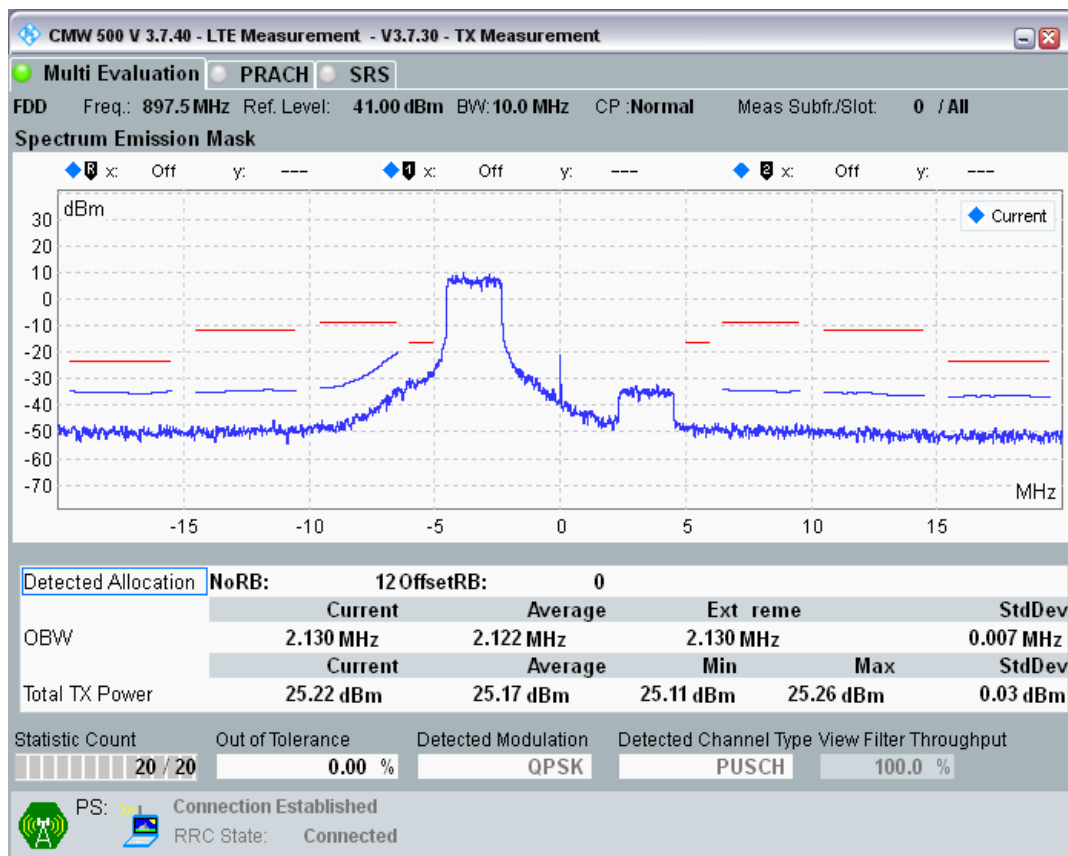 CMW 500 V 3.7.40 - LTE Measurement - V3.7.30 - TX Measurement
Multi Evaluation PRACH SRS
FDD Freq.: 897.5 MHz Ref. Level: 41.00 dBm BW: 10.0 MHz CP :Normal Meas Subfr./Slot: 0 / All
Spectrum Emission Mask
R x: Off y: --- 1 x: Off y: --- 2 x: Off y: ---
dBm
Current
30
20
10
0
-10
-20
-30
-40
-50
-60
-70
MHz
-15 -10 -5 0 5 10 15
Detected Allocation NoRB: 12 OffsetRB: 0
Current Average Ext reme StdDev
OBW 2.130 MHz 2.122 MHz 2.130 MHz 0.007 MHz
Current Average Min Max StdDev
Total TX Power 25.22 dBm 25.17 dBm 25.11 dBm 25.26 dBm 0.03 dBm
Statistic Count Out of Tolerance Detected Modulation Detected Channel Type View Filter Throughput
20 / 20 0.00 % QPSK PUSCH 100.0 %
PS: Connection Established
RRC State: Connected